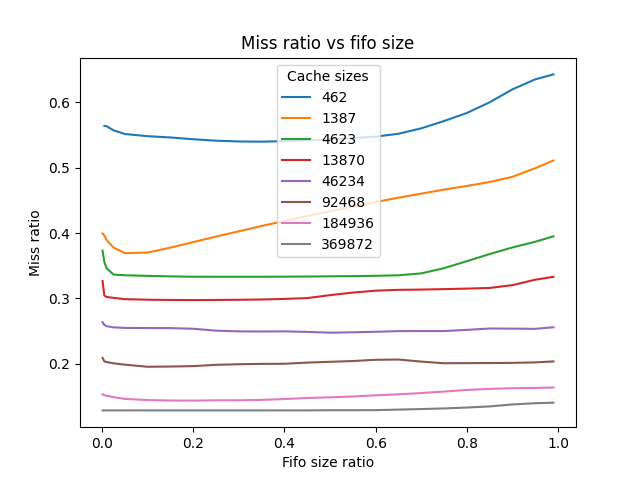 Miss ratio vs fifo size
Cache sizes
462
1387
4623
13870
46234
92468
184936
369872
Miss ratio
0.6
0.5
0.4
0.3
0.2
0.0 0.2 0.4 0.6 0.8 1.0
Fifo size ratio